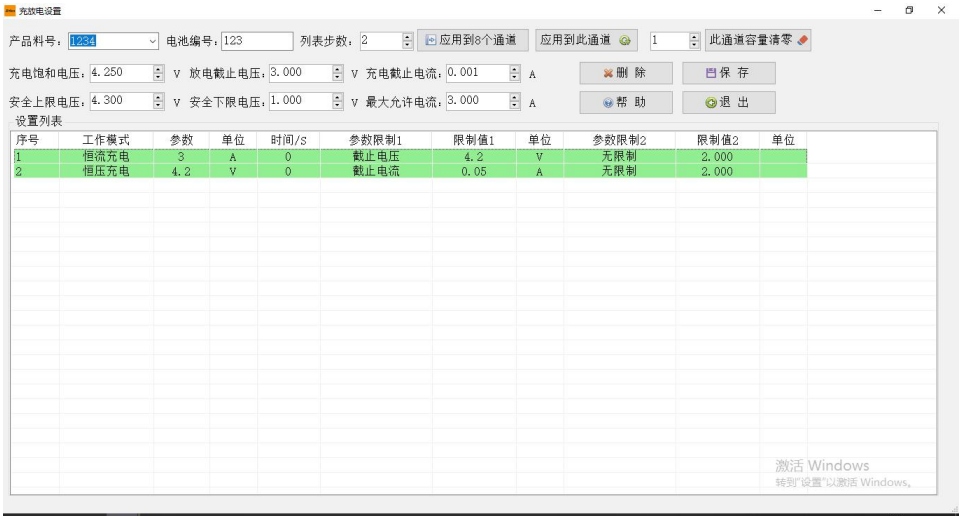 充放电设置
产品料号: 1234 电池编号: 123 列表步数: 2 应用到8个通道 应用到此通道 1 此通道容量清零
充电饱和电压: 4.250 V 放电截止电压: 3.000 V 充电截止电流: 0.001 A 删 除 保 存
安全上限电压: 4.300 V 安全下限电压: 1.000 V 最大允许电流: 3.000 A 帮 助 退 出
设置列表
序号 工作模式 参数 单位 时间/S 参数限制1 限制值1 单位 参数限制2 限制值2 单位
1 恒流充电 3 A 0 截止电压 4.2 V 无限制 2.000
2 恒压充电 4.2 V 0 截止电流 0.05 A 无限制 2.000
激活 Windows
转到"设置"以激活 Windows。